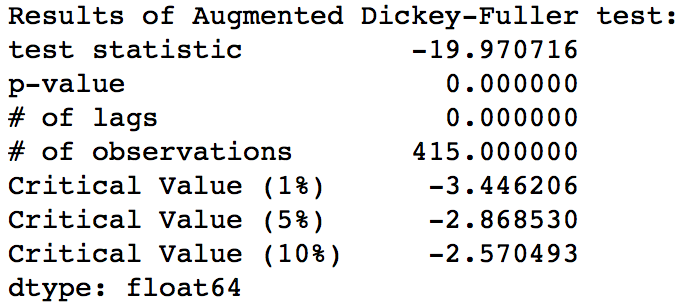 Results of Augmented Dickey-Fuller test:
test statistic -19.970716
p-value 0.000000
# of lags 0.000000
# of observations 415.000000
Critical Value (1%) -3.446206
Critical Value (5%) -2.868530
Critical Value (10%) -2.570493
dtype: float64